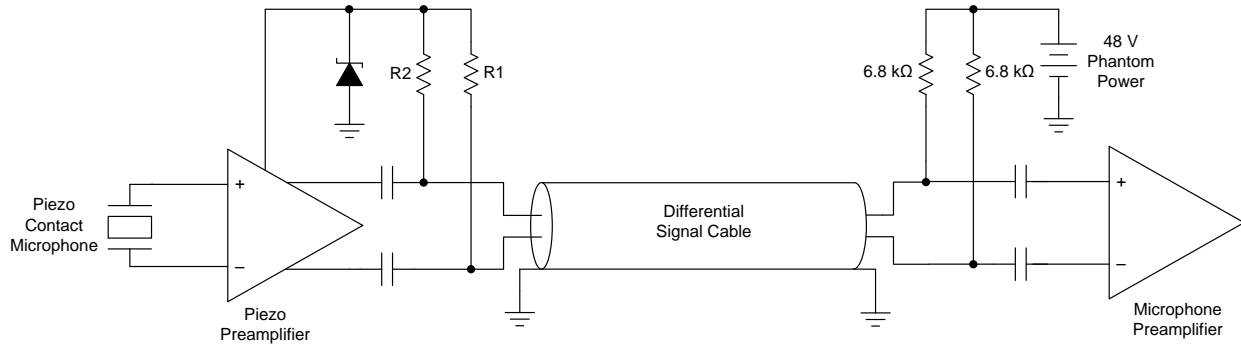 R2
R1
6.8 kΩ
6.8 kΩ
48 V
Phantom
Power
Piezo
Contact
Microphone
+
−
Piezo
Preamplifier
Differential
Signal Cable
+
−
Microphone
Preamplifier